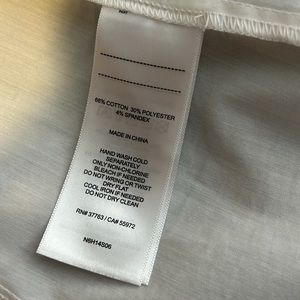 66% COTTON 30% POLYESTER
4% SPANDEX
MADE IN CHINA
HAND WASH COLD
SEPARATELY
ONLY NON-CHLORINE
BLEACH IF NEEDED
DO NOT WRING OR TWIST
DRY FLAT
COOL IRON IF NEEDED
DO NOT DRY CLEAN
RN# 37763 / CA# 55972
N8H14S06